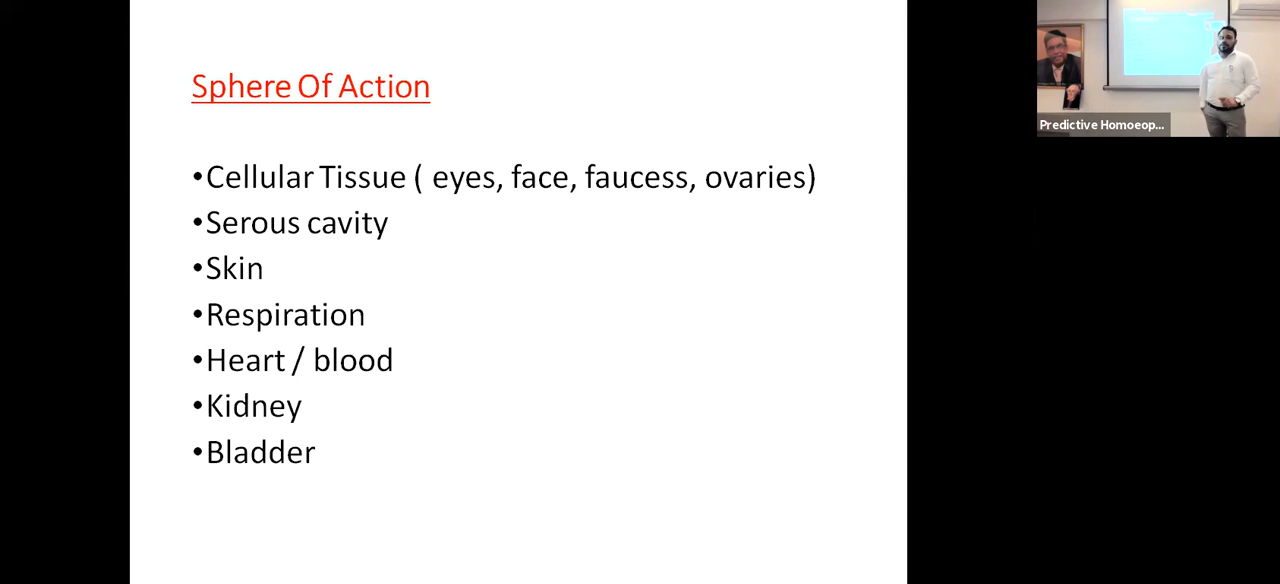 Sphere Of Action
•Cellular Tissue ( eyes, face, faucess, ovaries)
•Serous cavity
•Skin
•Respiration
•Heart / blood
•Kidney
•Bladder
Predictive Homoeop...